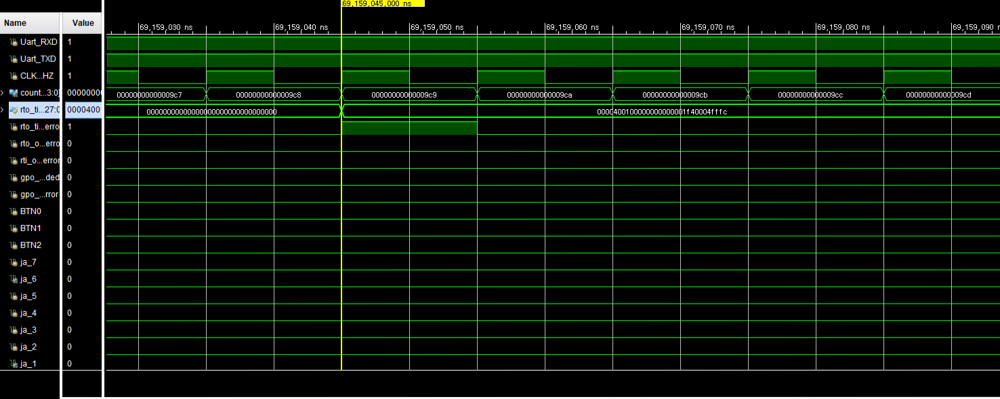 69,159,045,000 ns
Name Value
69,159,030 ns 69,159,040 ns 69,159,050 ns 69,159,060 ns 69,159,070 ns 69,159,080 ns 69,159,090 ns
Uart_RXD 1
Uart_TXD 1
CLK...HZ 1
count...3:0] 00000000 00000000000009c7 00000000000009c8 00000000000009c9 00000000000009ca 00000000000009cb 00000000000009cc 00000000000009cd
rto_ti...27:0 00004001 00000000000000000000000000000000 0000400100000000000001f40004fffc
rto_ti...erro 1
rto_o...erro 0
rti_o...error 0
gpo_...ded 0
gpo_...rror 0
BTN0 0
BTN1 0
BTN2 0
ja_7 0
ja_6 0
ja_5 0
ja_4 0
ja_3 0
ja_2 0
ja_1 0